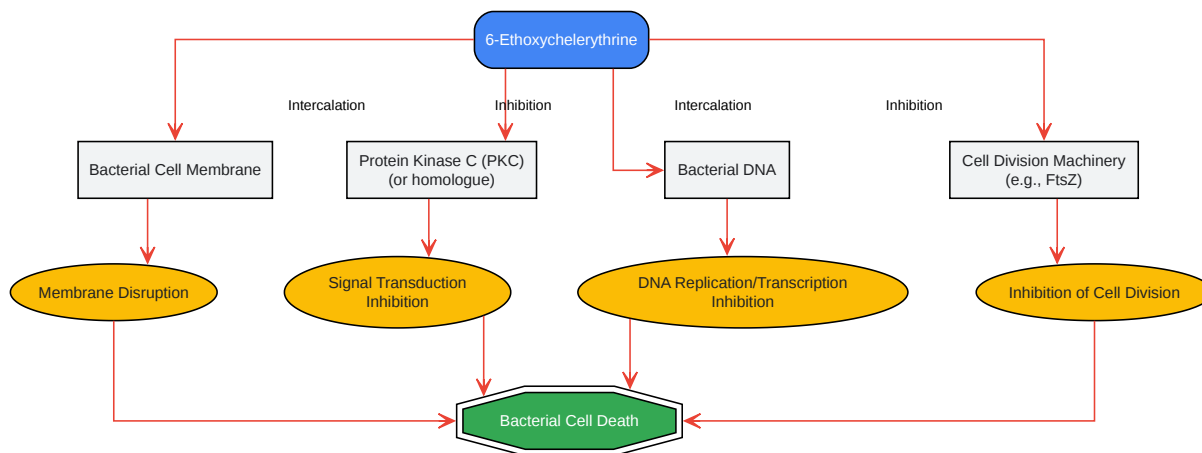 6-Ethoxychelerythrine
Intercalation
Inhibition
Intercalation
Inhibition
Bacterial Cell Membrane
Protein Kinase C (PKC)
(or homologue)
Bacterial DNA
Cell Division Machinery
(e.g., FtsZ)
Membrane Disruption
Signal Transduction
Inhibition
DNA Replication/Transcription
Inhibition
Inhibition of Cell Division
Bacterial Cell Death